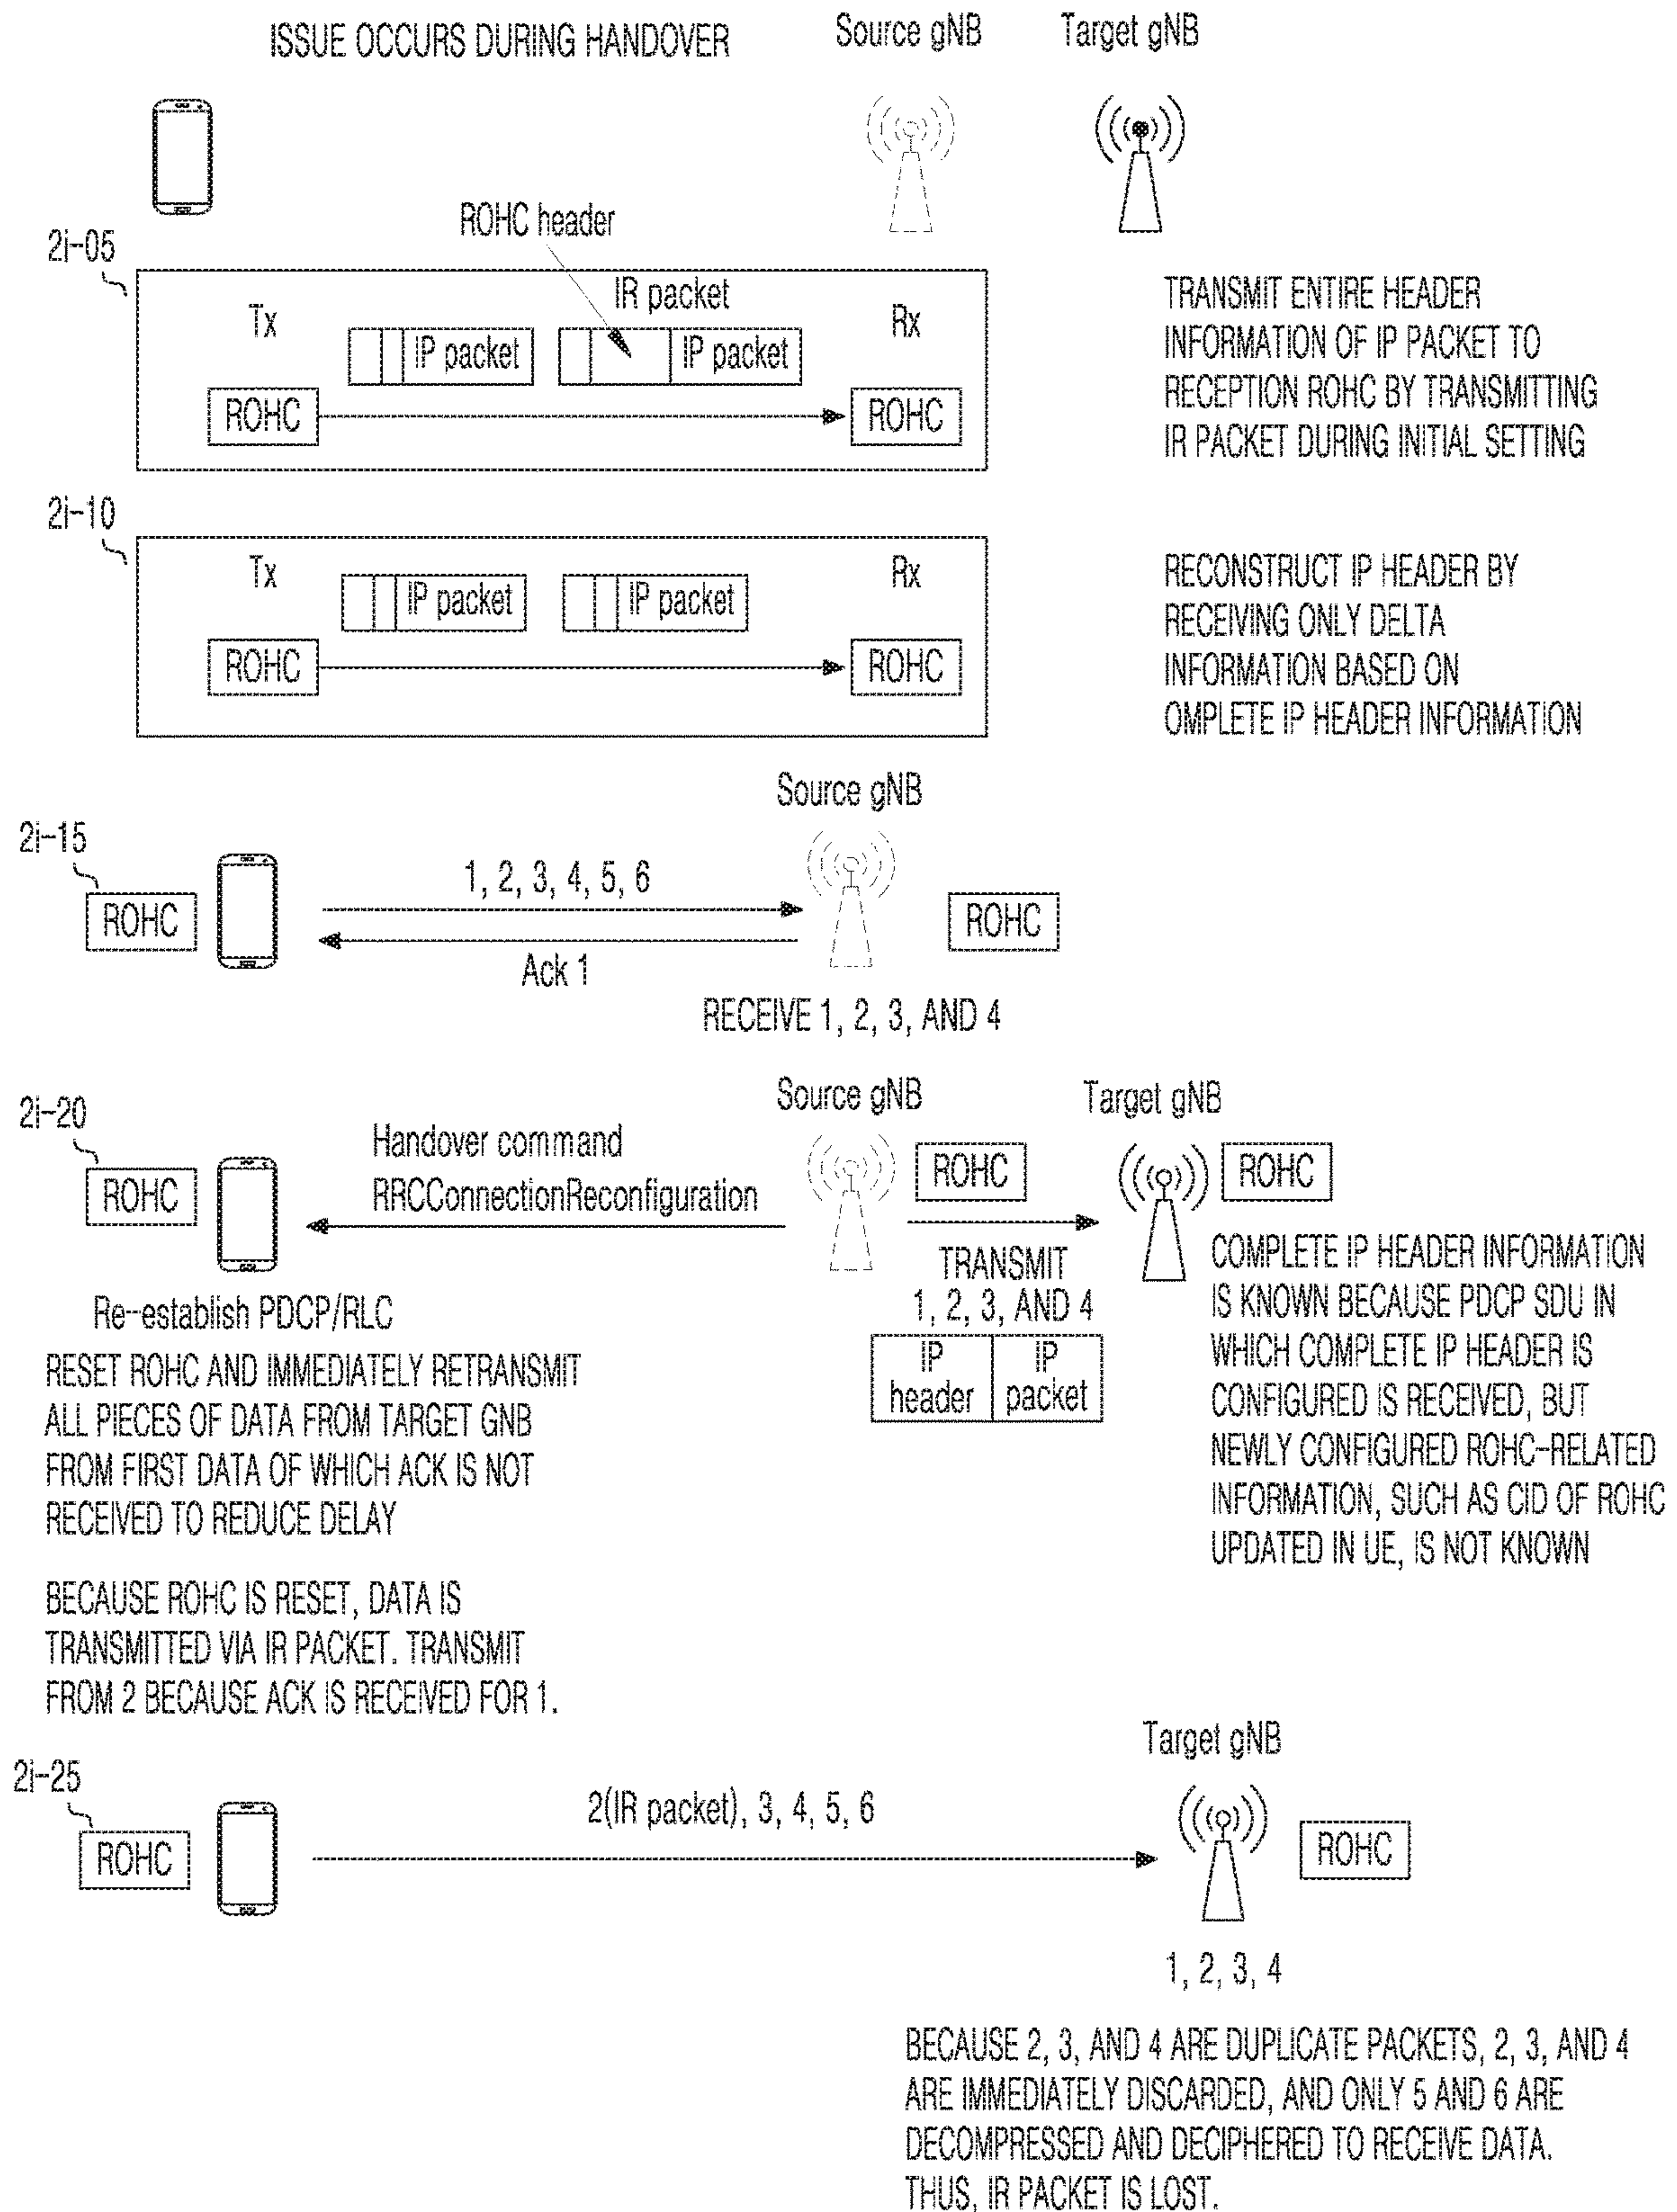 ISSUE OCCURS DURING HANDOVER
Source gNB
Target gNB
ROHC header
2i-05
Tx
IR packet
Rx
IP packet
IP packet
ROHC
ROHC
TRANSMIT ENTIRE HEADER
INFORMATION OF IP PACKET TO
RECEPTION ROHC BY TRANSMITTING
IR PACKET DURING INITIAL SETTING
2i-10
Tx
Rx
IP packet
IP packet
ROHC
ROHC
RECONSTRUCT IP HEADER BY
RECEIVING ONLY DELTA
INFORMATION BASED ON
OMPLETE IP HEADER INFORMATION
Source gNB
2i-15
ROHC
1, 2, 3, 4, 5, 6
Ack 1
ROHC
RECEIVE 1, 2, 3, AND 4
Source gNB
Target gNB
2i-20
ROHC
Handover command
RRCConnectionReconfiguration
ROHC
ROHC
TRANSMIT
1, 2, 3, AND 4
IP
header
IP
packet
COMPLETE IP HEADER INFORMATION
IS KNOWN BECAUSE PDCP SDU IN
WHICH COMPLETE IP HEADER IS
CONFIGURED IS RECEIVED, BUT
NEWLY CONFIGURED ROHC-RELATED
INFORMATION, SUCH AS CID OF ROHC
UPDATED IN UE, IS NOT KNOWN
Re-establish PDCP/RLC
RESET ROHC AND IMMEDIATELY RETRANSMIT
ALL PIECES OF DATA FROM TARGET GNB
FROM FIRST DATA OF WHICH ACK IS NOT
RECEIVED TO REDUCE DELAY
BECAUSE ROHC IS RESET, DATA IS
TRANSMITTED VIA IR PACKET. TRANSMIT
FROM 2 BECAUSE ACK IS RECEIVED FOR 1.
Target gNB
2i-25
ROHC
2(IR packet), 3, 4, 5, 6
ROHC
1, 2, 3, 4
BECAUSE 2, 3, AND 4 ARE DUPLICATE PACKETS, 2, 3, AND 4
ARE IMMEDIATELY DISCARDED, AND ONLY 5 AND 6 ARE
DECOMPRESSED AND DECIPHERED TO RECEIVE DATA.
THUS, IR PACKET IS LOST.